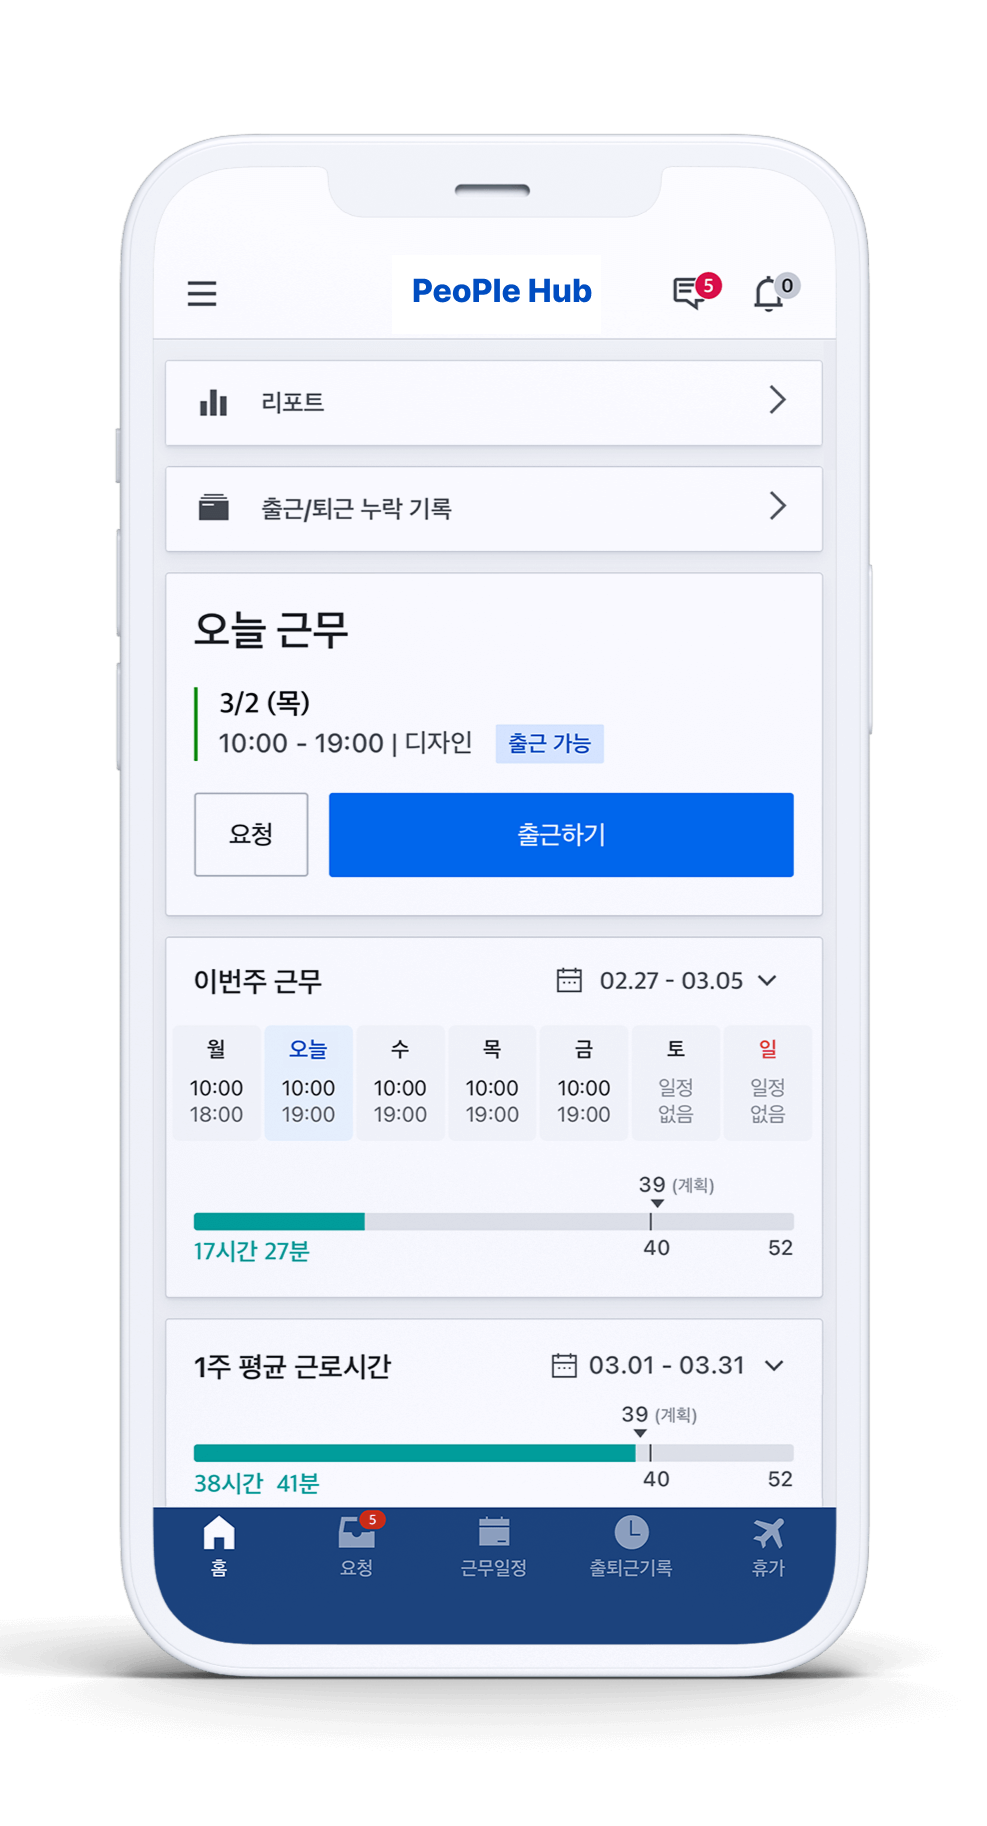 PeoPle Hub
5
0
리포트
출근/퇴근 누락 기록
오늘 근무
3/2 (목)
10:00 - 19:00 | 디자인
출근 가능
요청
출근하기
이번주 근무
02.27 - 03.05
월 오늘 수 목 금 토 일
10:00 10:00 10:00 10:00 10:00 일정 일정
18:00 19:00 19:00 19:00 19:00 없음 없음
39 (계획)
17시간 27분
40
52
1주 평균 근로시간
03.01 - 03.31
39 (계획)
38시간 41분
40
52
5
홈 요청 근무일정 출퇴근기록 휴가